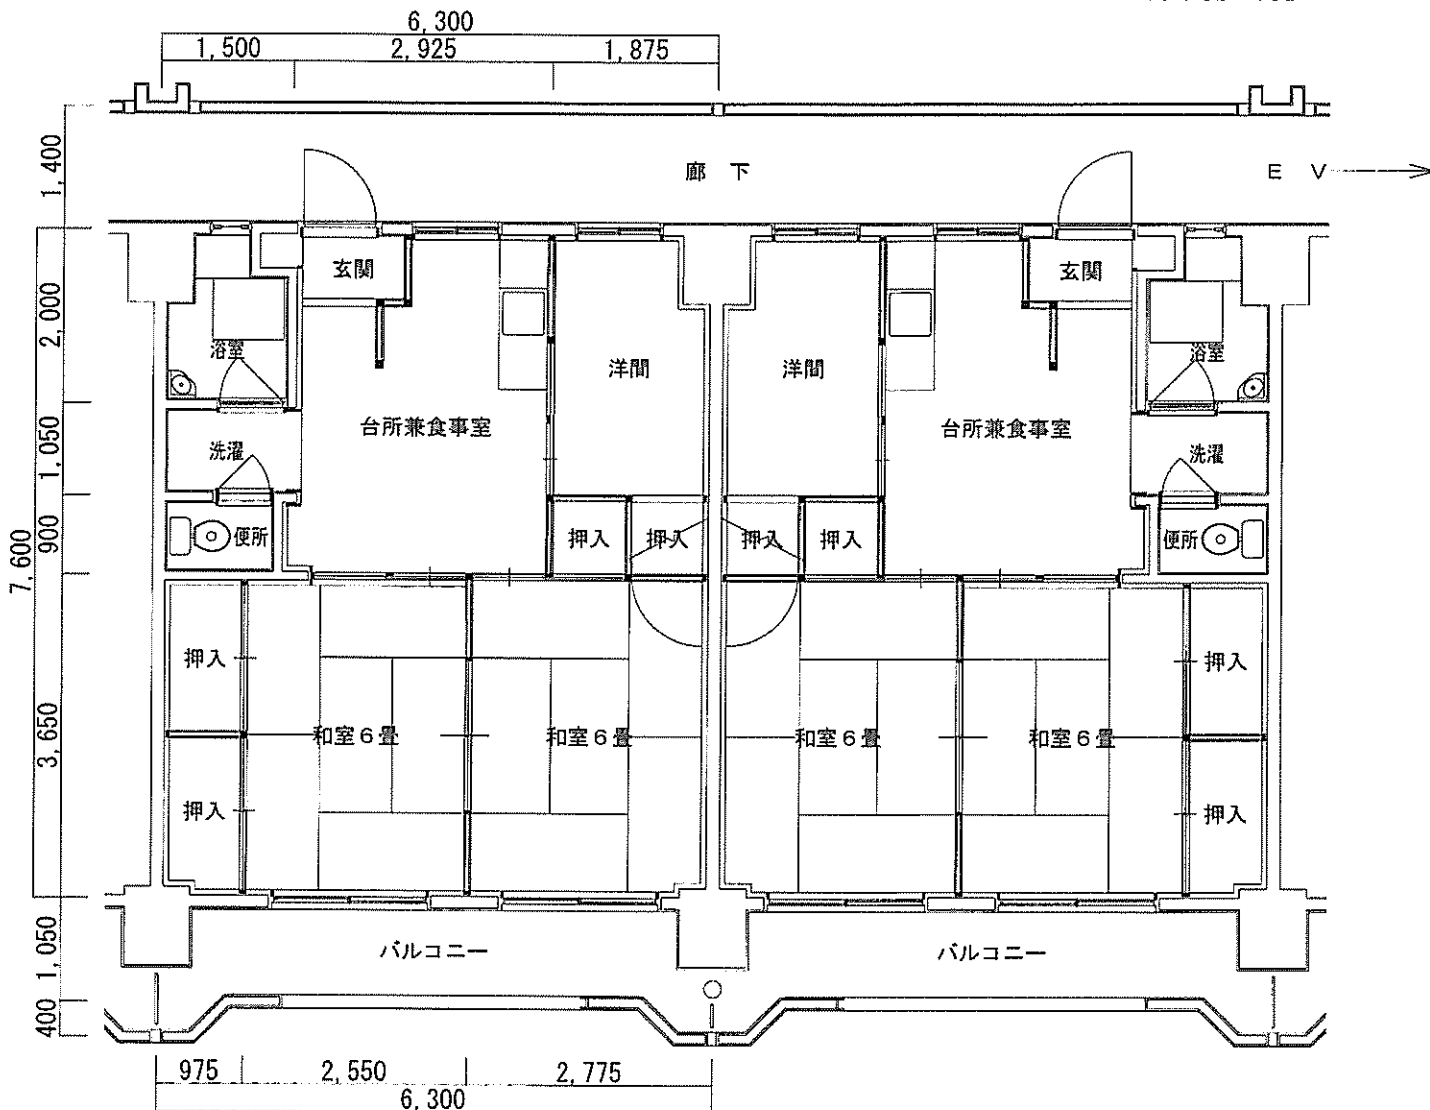 6,300
1,500 2,925 1,875
1,400
廊下
EV
玄関 玄関
2,000
浴室 洋間 洋間 浴室
台所兼食事室 台所兼食事室
1,050
洗濯 洗濯
7,600
900
便所 押入 押入 押入 押入 便所
押入 押入
3,650
和室6畳 和室6畳 和室6畳 和室6畳
押入 押入
1,050
バルコニー バルコニー
400
975 2,550 2,775
6,300